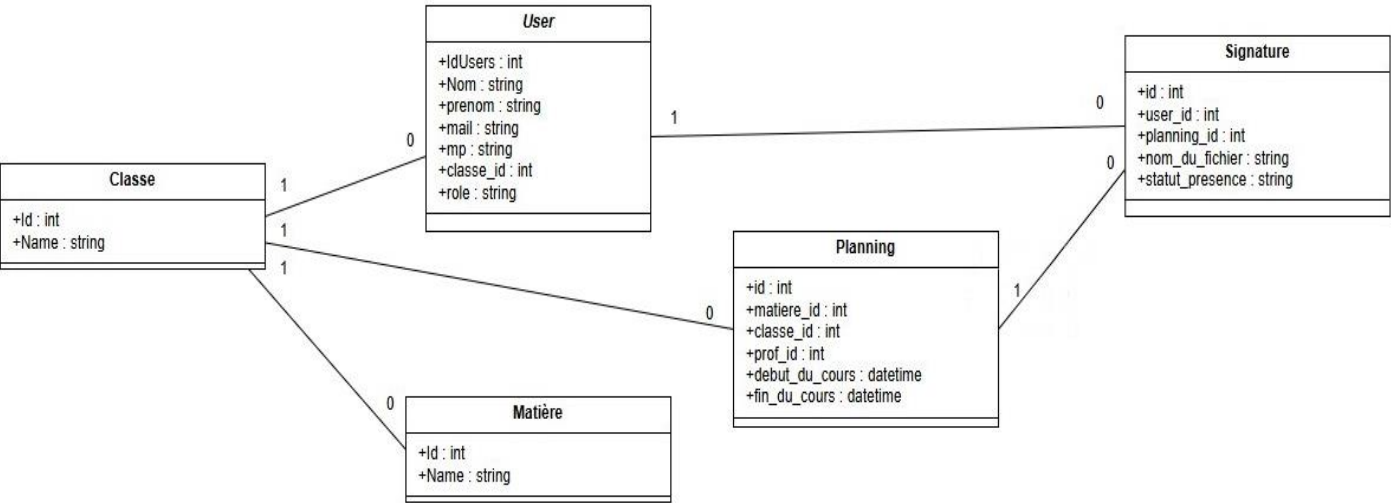 User
+IdUsers : int
+Nom : string
+prenom : string
+mail : string
+mp : string
+classe_id : int
+role : string
Signature
+id : int
+user_id : int
+planning_id : int
+nom_du_fichier : string
+statut_presence : string
Classe
+Id : int
+Name : string
Planning
+id : int
+matiere_id : int
+classe_id : int
+prof_id : int
+debut_du_cours : datetime
+fin_du_cours : datetime
Matière
+Id : int
+Name : string
1
0
1
0
1
0
1
0
1
0